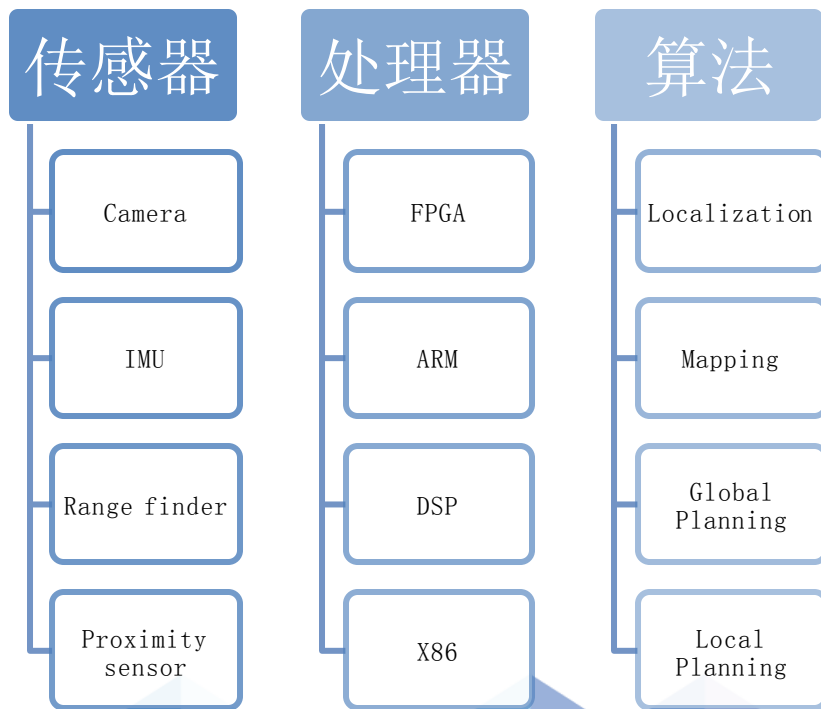 传感器
Camera
IMU
Range finder
Proximity
sensor
处理器
FPGA
ARM
DSP
X86
算法
Localization
Mapping
Global
Planning
Local
Planning